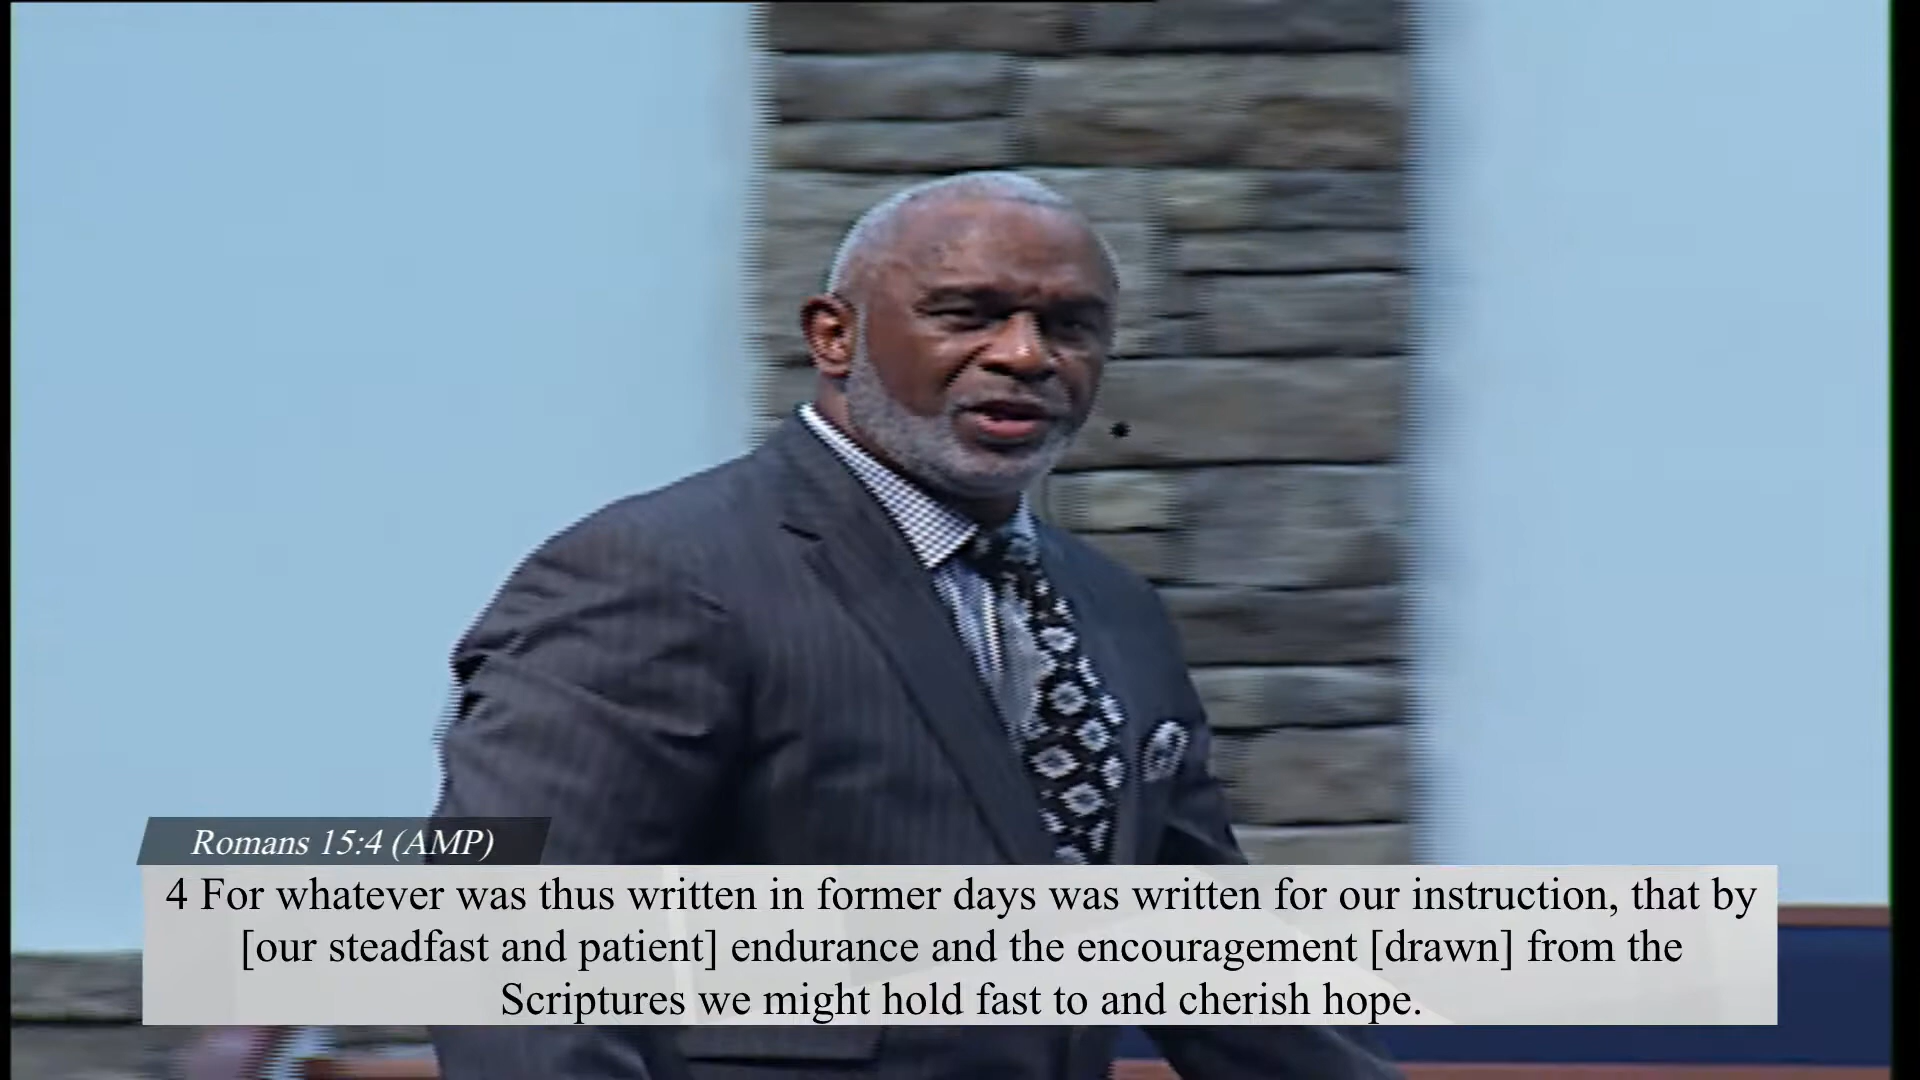 Romans 15:4 (AMP)
4 For whatever was thus written in former days was written for our instruction, that by
[our steadfast and patient] endurance and the encouragement [drawn] from the
Scriptures we might hold fast to and cherish hope.